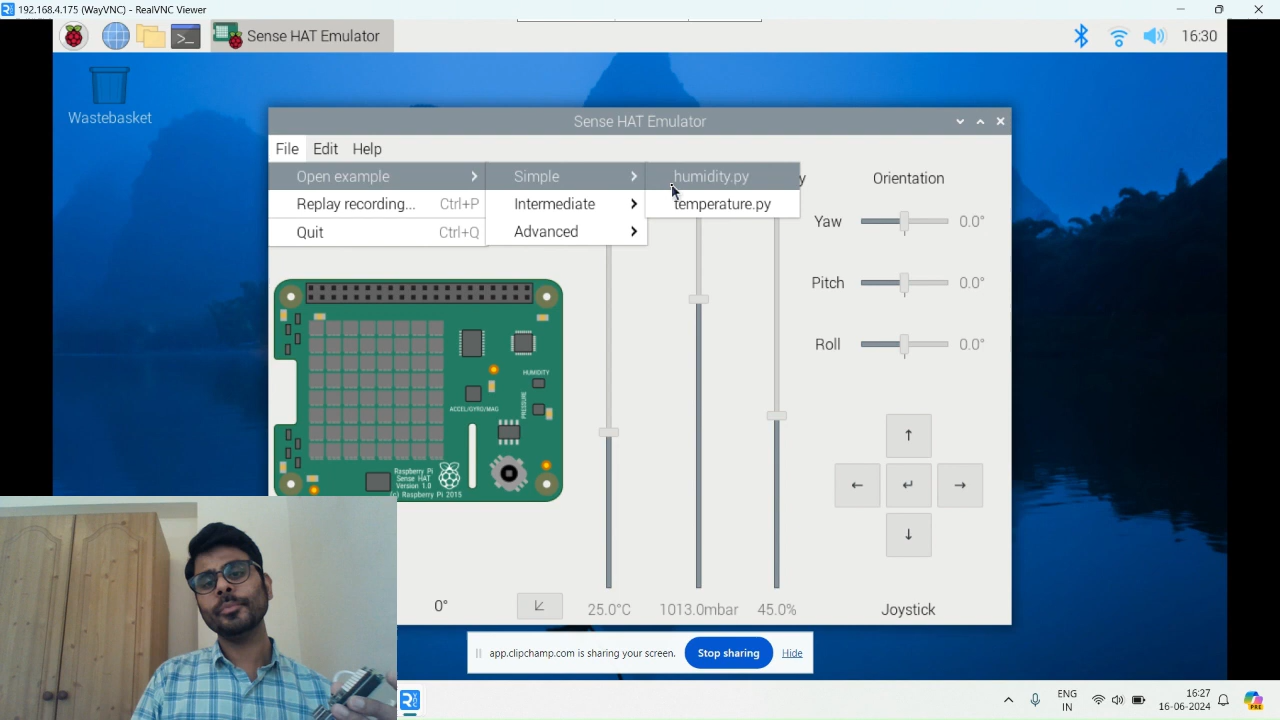 192.168.4.175 (WayVNC) - RealVNC Viewer
Sense HAT Emulator
16:30
Wastebasket
Sense HAT Emulator
File Edit Help
Open example
Simple
humidity.py
y
Orientation
Replay recording... Ctrl+P
Intermediate
temperature.py
Yaw 0.0°
Quit Ctrl+Q
Advanced
Pitch 0.0°
Roll 0.0°
HUMIDITY
PRESSURE
ACCEL/GYRO/MAG
Raspberry Pi
Sense HAT
Version 1.0
(c) Raspberry Pi 2015
0°
25.0°C 1013.0mbar 45.0% Joystick
app.clipchamp.com is sharing your screen. Stop sharing Hide
ENG
IN
16:27
16-06-2024
PRE